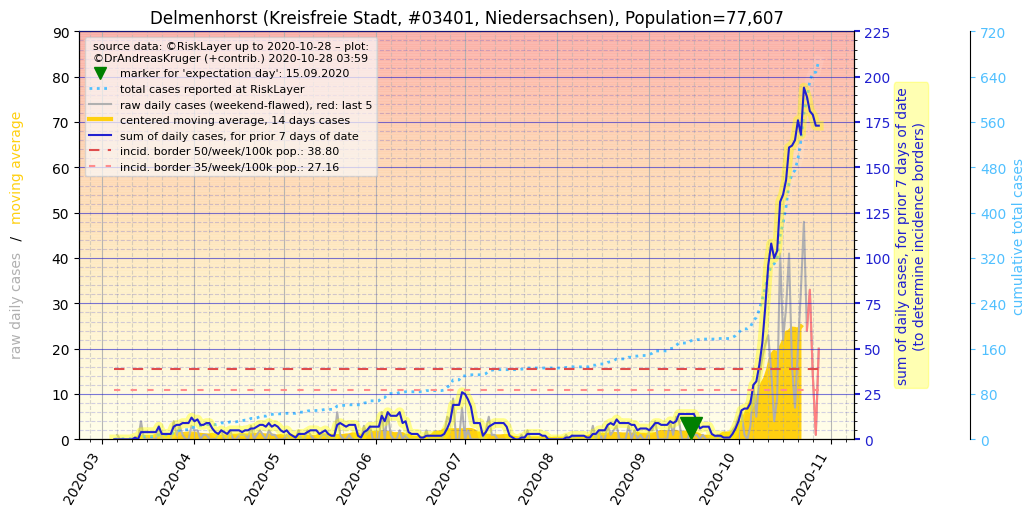 Delmenhorst (Kreisfreie Stadt, #03401, Niedersachsen), Population=77,607
source data: ©RiskLayer up to 2020-10-28 – plot:
©DrAndreasKruger (+contrib.) 2020-10-28 03:59
marker for 'expectation day': 15.09.2020
total cases reported at RiskLayer
raw daily cases (weekend-flawed), red: last 5
centered moving average, 14 days cases
sum of daily cases, for prior 7 days of date
incid. border 50/week/100k pop.: 38.80
incid. border 35/week/100k pop.: 27.16
raw daily cases / moving average
90
80
70
60
50
40
30
20
10
0
2020-03
2020-04
2020-05
2020-06
2020-07
2020-08
2020-09
2020-10
2020-11
225
200
175
150
125
100
75
50
25
0
sum of daily cases, for prior 7 days of date
(to determine incidence borders)
720
640
560
480
400
320
240
160
80
0
cumulative total cases